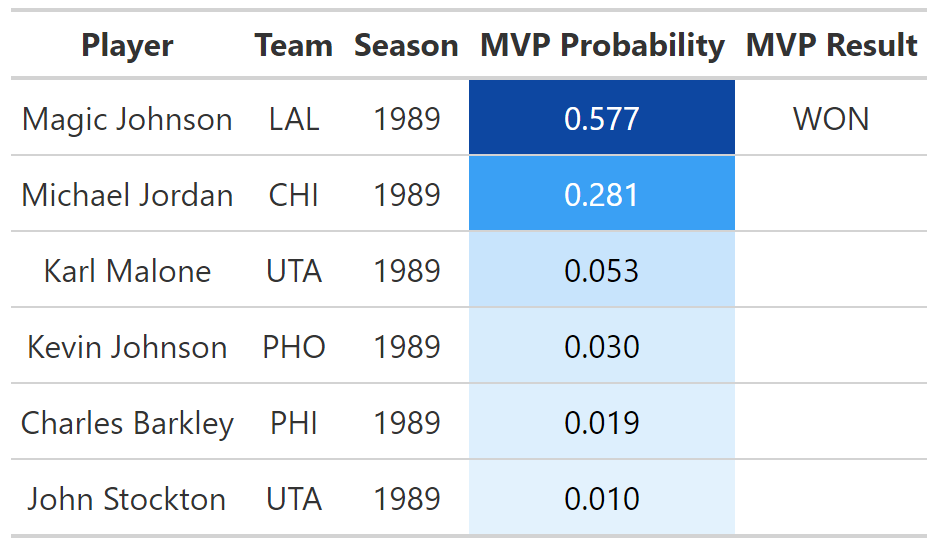 Player Team Season MVP Probability MVP Result
Magic Johnson LAL 1989 0.577 WON
Michael Jordan CHI 1989 0.281
Karl Malone UTA 1989 0.053
Kevin Johnson PHO 1989 0.030
Charles Barkley PHI 1989 0.019
John Stockton UTA 1989 0.010